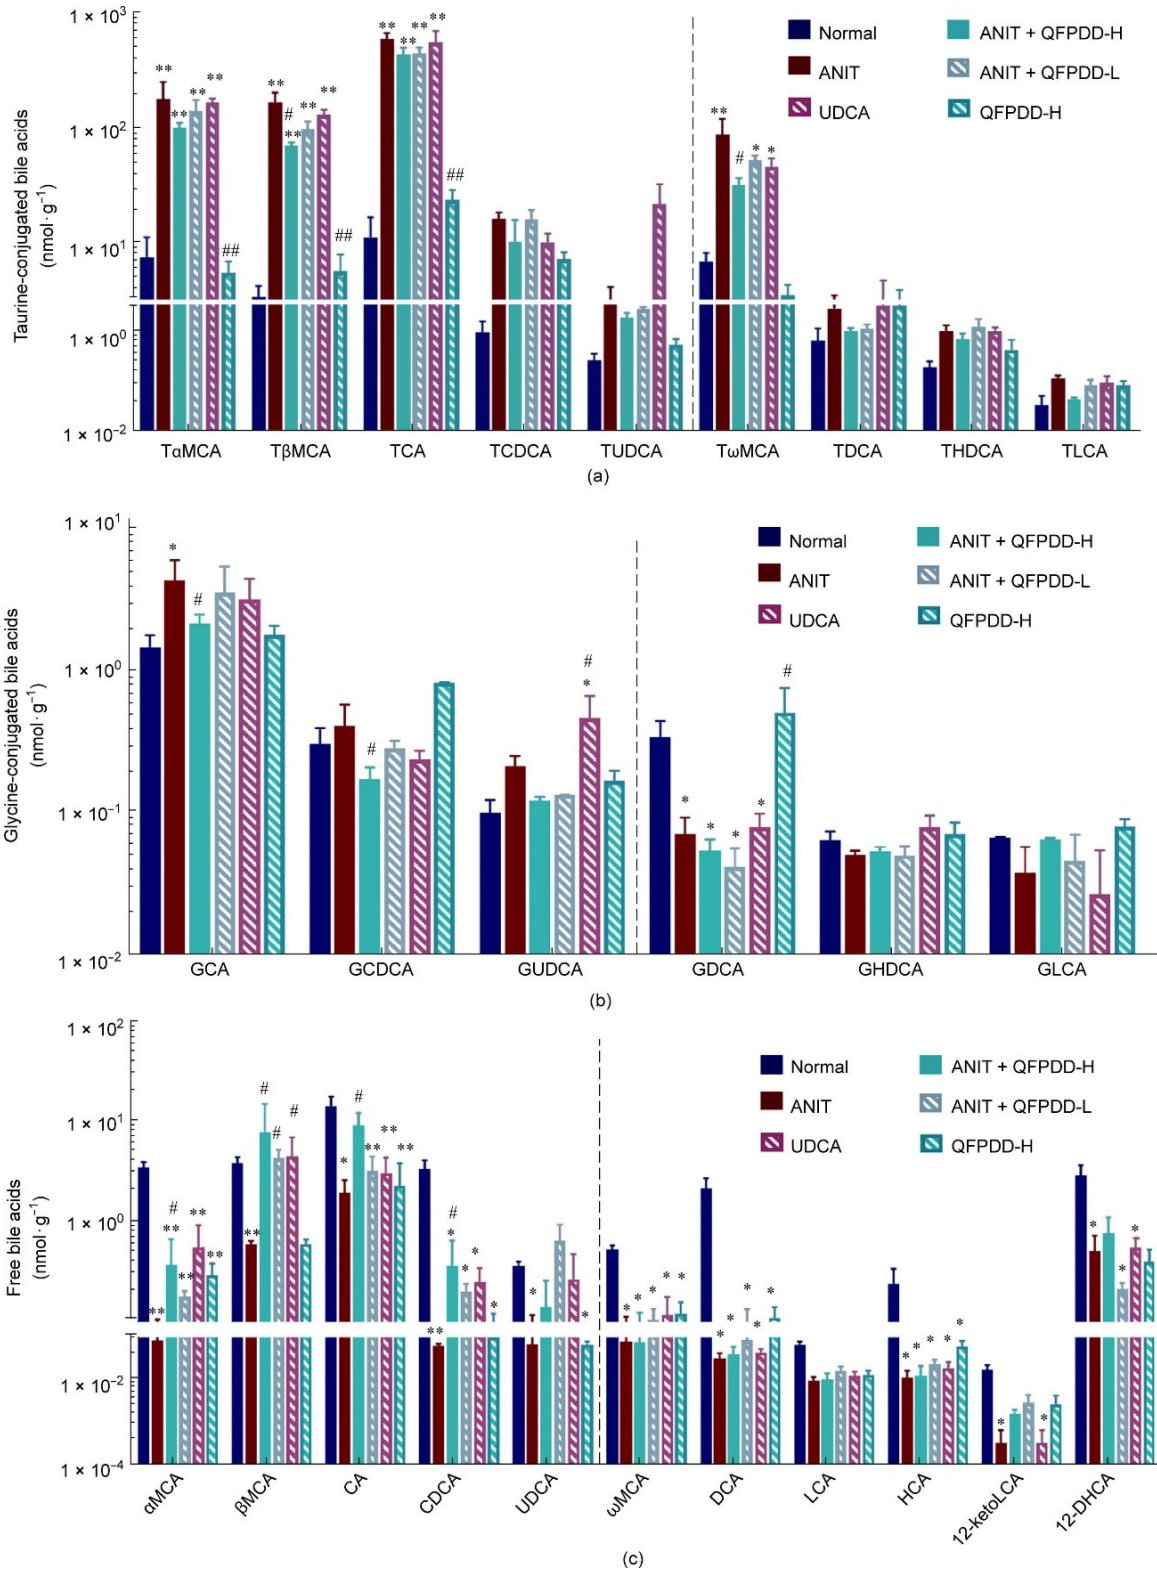 1 × 10³
1 × 10²
1 × 10¹
1 × 10⁰
1 × 10⁻²
Taurine-conjugated bile acids
(nmol·g⁻¹)
Normal
ANIT
UDCA
ANIT + QFPDD-H
ANIT + QFPDD-L
QFPDD-H
** ** ** **
##
** # ** ** **
##
** ** ** **
##
** # * *
TαMCA TβMCA TCA TCDCA TUDCA TωMCA TDCA THDCA TLCA
(a)
1 × 10¹
1 × 10⁰
1 × 10⁻¹
1 × 10⁻²
Glycine-conjugated bile acids
(nmol·g⁻¹)
Normal
ANIT
UDCA
ANIT + QFPDD-H
ANIT + QFPDD-L
QFPDD-H
* #
#
# *
* * * * #
GCA GCDCA GUDCA GDCA GHDCA GLCA
(b)
1 × 10²
1 × 10¹
1 × 10⁰
1 × 10⁻²
1 × 10⁻⁴
Free bile acids
(nmol·g⁻¹)
Normal
ANIT
UDCA
ANIT + QFPDD-H
ANIT + QFPDD-L
QFPDD-H
** # ** ** ** **
** # # #
* # ** ** **
** # * * * *
* *
* * * * *
* * * * *
* * * * *
* *
* * *
αMCA βMCA CA CDCA UDCA ωMCA DCA LCA HCA 12-ketoLCA 12-DHCA
(c)